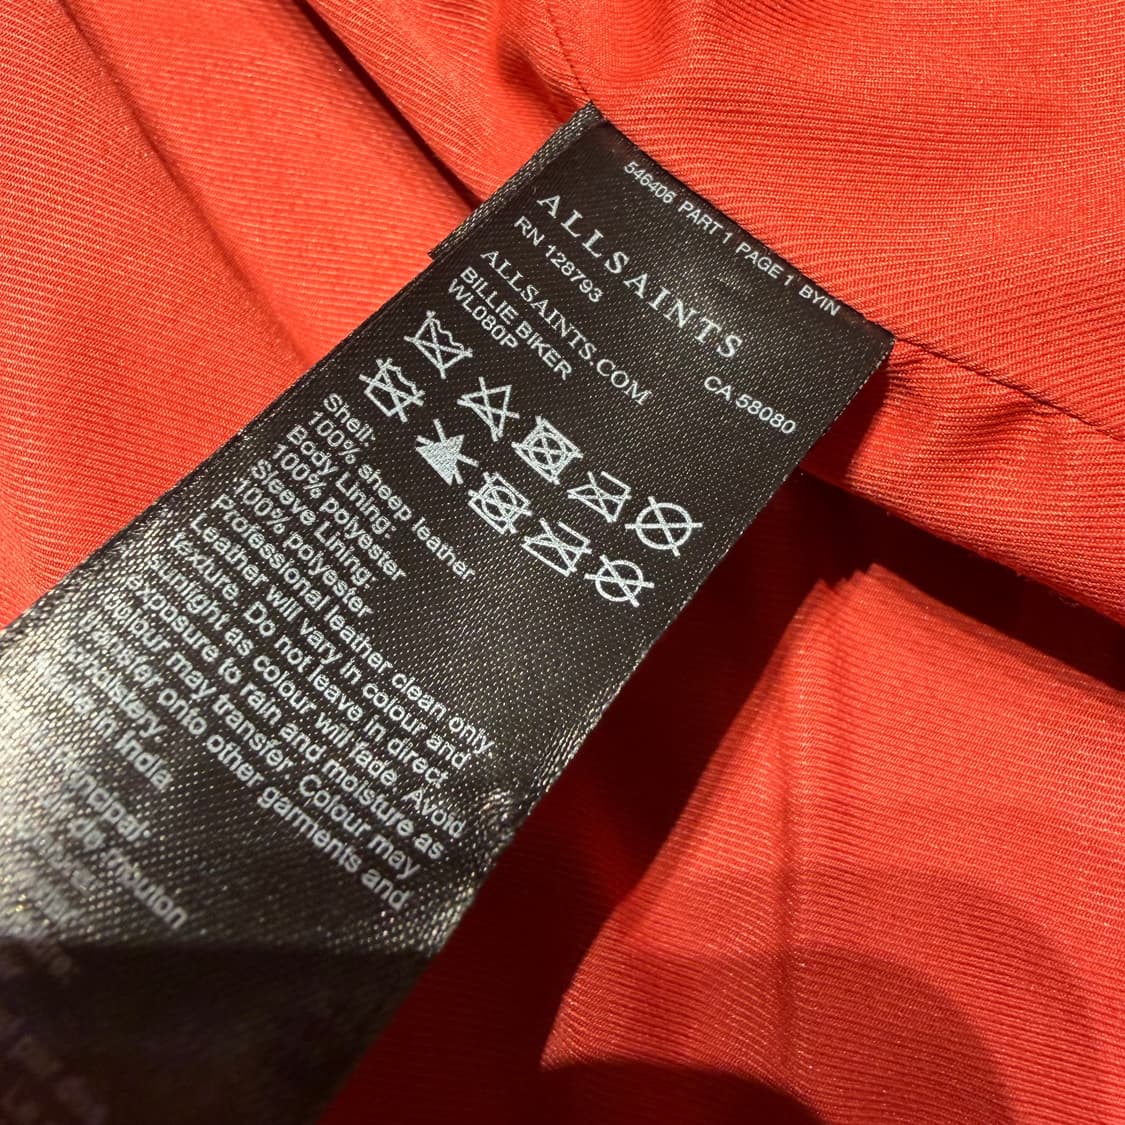 546406 PART 1 PAGE 1 BYIN
ALLSAINTS
RN 128793 CA 58080
ALLSAINTS.COM
BILLIE BIKER
WL080P
Shell:
100% sheep leather
Body Lining:
100% polyester
Sleeve Lining:
100% polyester
Professional leather clean only.
Leather will vary in colour and
texture. Do not leave in direct
sunlight as colour will fade. Avoid
exposure to rain and moisture as
colour may transfer. Colour may
transfer onto other garments and
upholstery.
in India